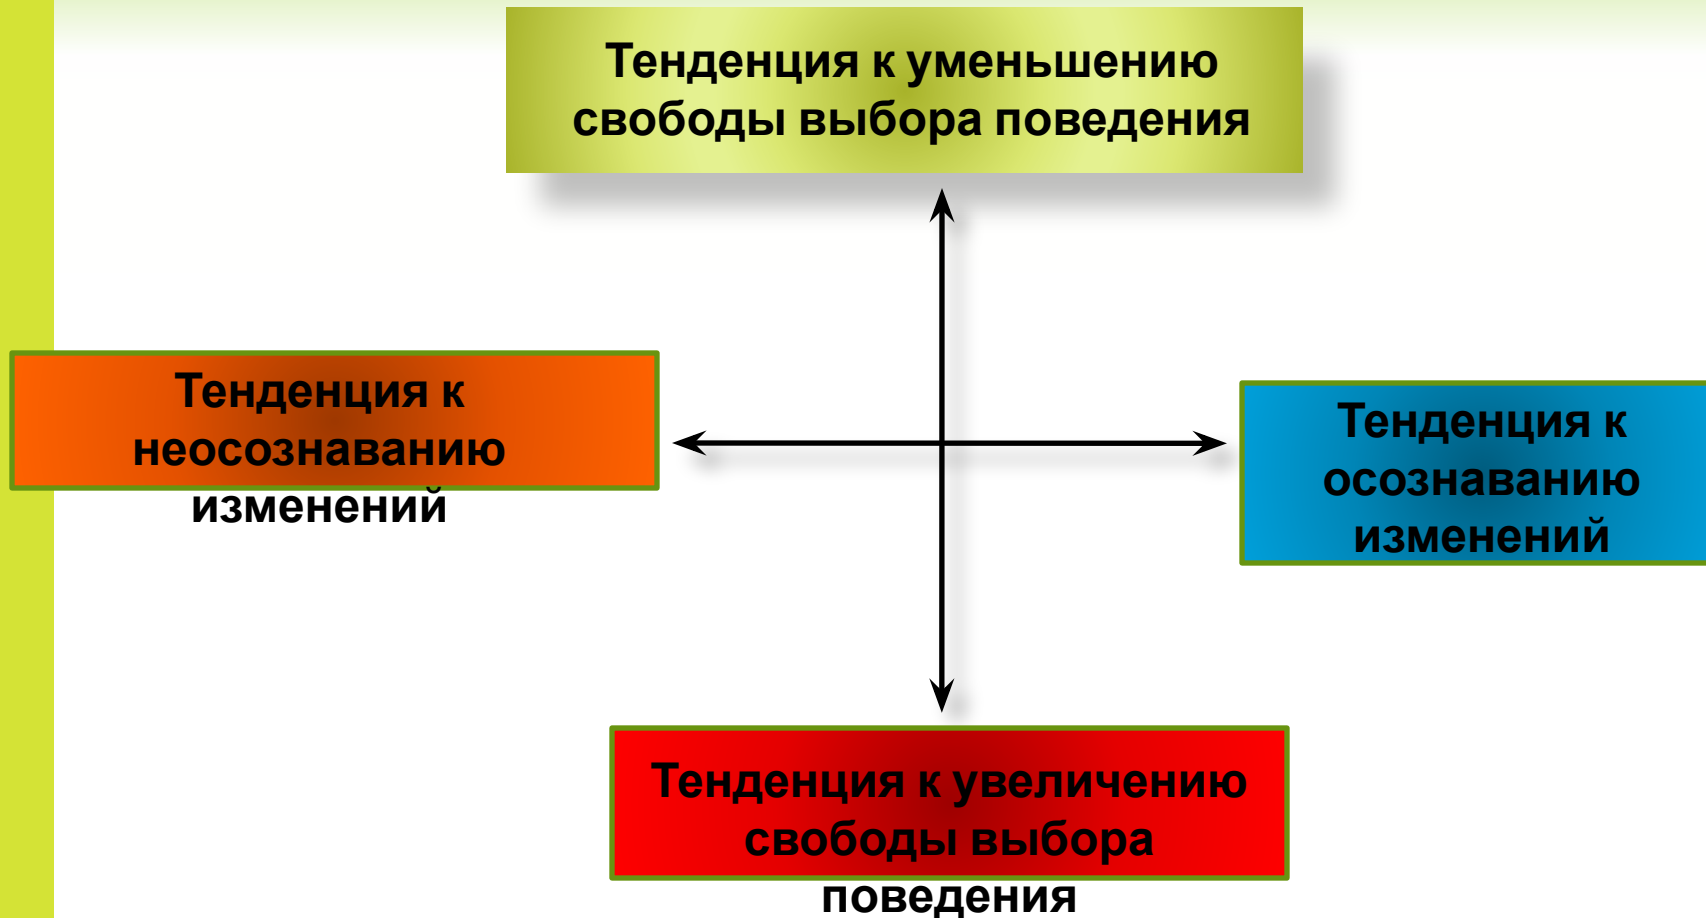 Тенденция к уменьшению
свободы выбора поведения
Тенденция к
неосознаванию
изменений
Тенденция к
осознаванию
изменений
Тенденция к увеличению
свободы выбора
поведения